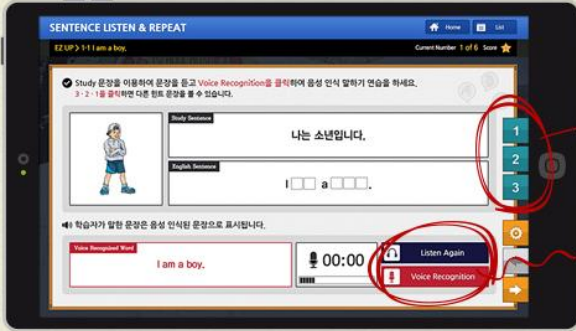 SENTENCE LISTEN & REPEAT
Home
List
EZ UP > 1-1 I am a boy.
Current Number 1 of 6 Score
Study 문장을 이용하여 문장을 듣고 Voice Recognition을 클릭하여 음성 인식 말하기 연습을 하세요.
3 · 2 · 1을 클릭하면 다른 힌트 문장을 볼 수 있습니다.
Study Sentence
나는 소년입니다.
English Sentence
I □□ a □□□.
1
2
3
학습자가 말한 문장은 음성 인식된 문장으로 표시됩니다.
Voice Recognized Word
I am a boy.
00:00
Listen Again
Voice Recognition